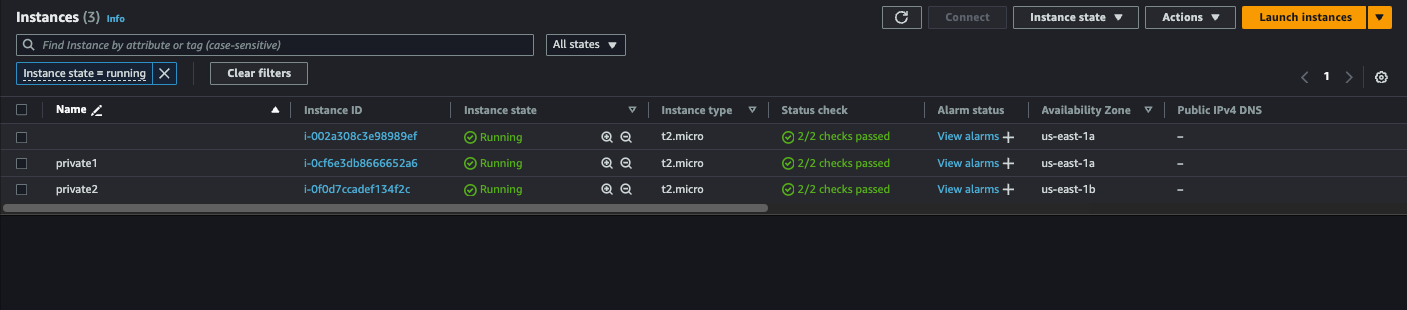 Instances (3) Info Connect Instance state Actions Launch instances
Find Instance by attribute or tag (case-sensitive) All states
Instance state = running Clear filters
1
Name Instance ID Instance state Instance type Status check Alarm status Availability Zone Public IPv4 DNS
i-002a308c3e98989ef Running t2.micro 2/2 checks passed View alarms + us-east-1a –
private1 i-0cf6e3db8666652a6 Running t2.micro 2/2 checks passed View alarms + us-east-1a –
private2 i-0f0d7ccadef134f2c Running t2.micro 2/2 checks passed View alarms + us-east-1b –